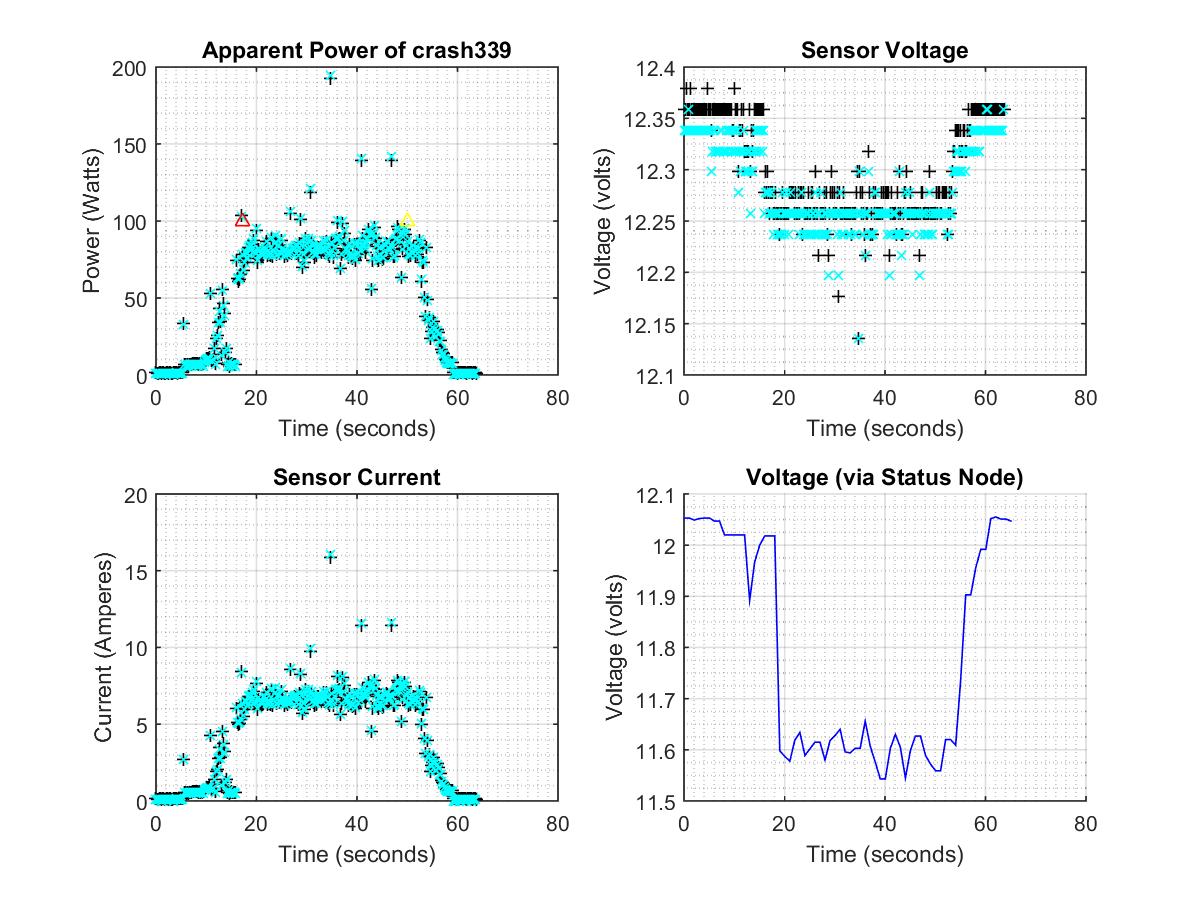 Apparent Power of crash339
200
150
100
50
0
0 20 40 60 80
Power (Watts)
Time (seconds)
Sensor Voltage
12.4
12.35
12.3
12.25
12.2
12.15
12.1
0 20 40 60 80
Voltage (volts)
Time (seconds)
Sensor Current
20
15
10
5
0
0 20 40 60 80
Current (Amperes)
Time (seconds)
Voltage (via Status Node)
12.1
12
11.9
11.8
11.7
11.6
11.5
0 20 40 60 80
Voltage (volts)
Time (seconds)